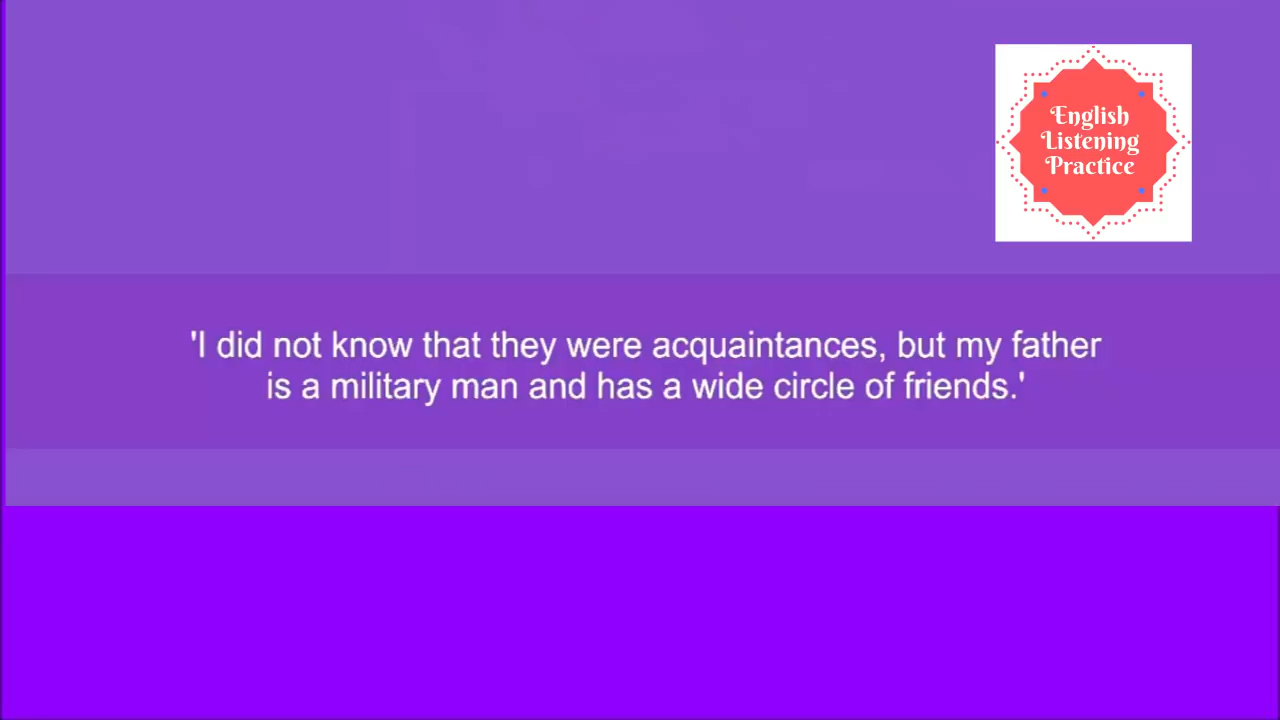 English
Listening
Practice
'I did not know that they were acquaintances, but my father
is a military man and has a wide circle of friends.'